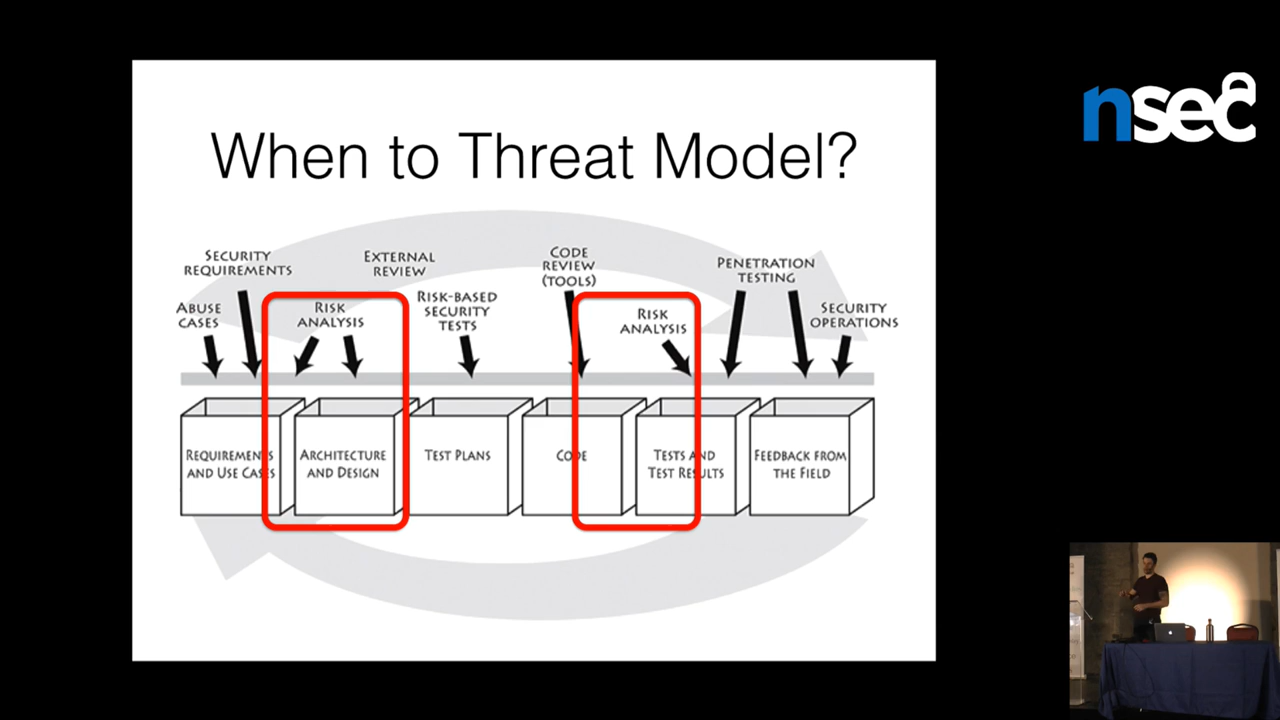 When to Threat Model?
SECURITY
REQUIREMENTS
EXTERNAL
REVIEW
CODE
REVIEW
(TOOLS)
PENETRATION
TESTING
ABUSE
CASES
RISK
ANALYSIS
RISK-BASED
SECURITY
TESTS
RISK
ANALYSIS
SECURITY
OPERATIONS
REQUIREMENTS
AND USE CASES
ARCHITECTURE
AND DESIGN
TEST PLANS
CODE
TESTS AND
TEST RESULTS
FEEDBACK FROM
THE FIELD
nsec